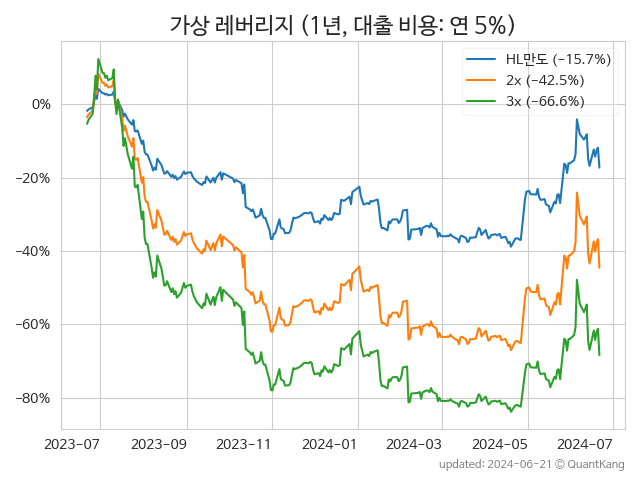 가상 레버리지 (1년, 대출 비용: 연 5%)
HL만도 (−15.7%)
2x (−42.5%)
3x (−66.6%)
0%
−20%
−40%
−60%
−80%
2023-07 2023-09 2023-11 2024-01 2024-03 2024-05 2024-07
updated: 2024-06-21 © QuantKang